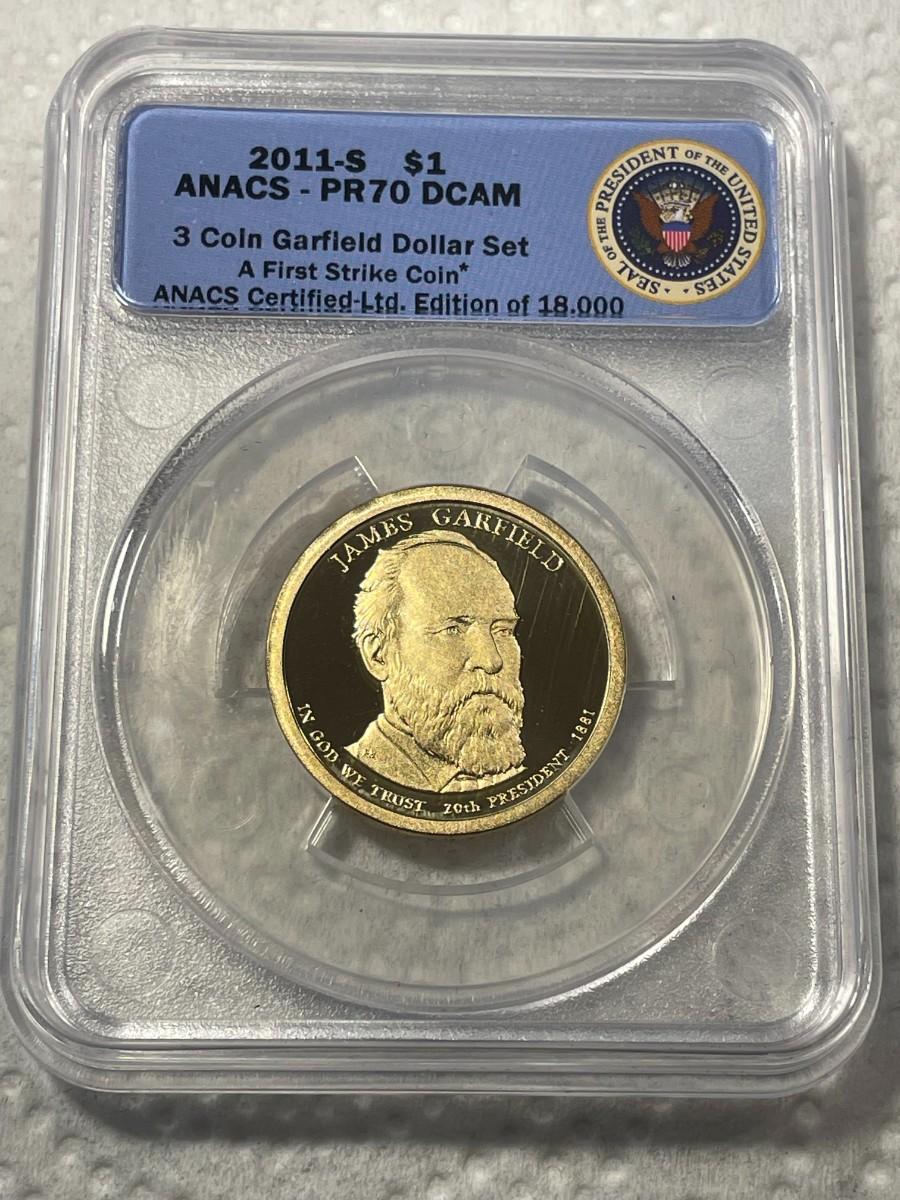 2011-S $1
ANACS - PR70 DCAM
3 Coin Garfield Dollar Set
A First Strike Coin*
ANACS Certified-Ltd. Edition of 18,000
SEAL OF THE PRESIDENT OF THE UNITED STATES
JAMES GARFIELD
IN GOD WE TRUST 20th PRESIDENT 1881